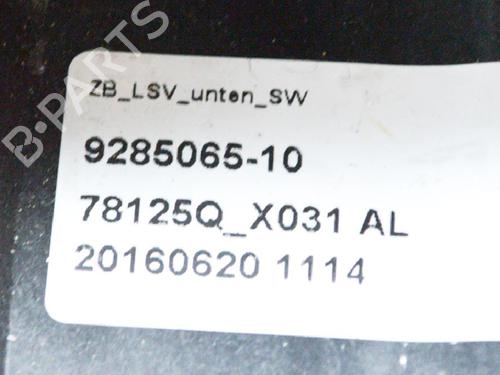 B-PARTS
ZB_LSV_unten_SW
9285065-10
78125Q_X031 AL
20160620 1114